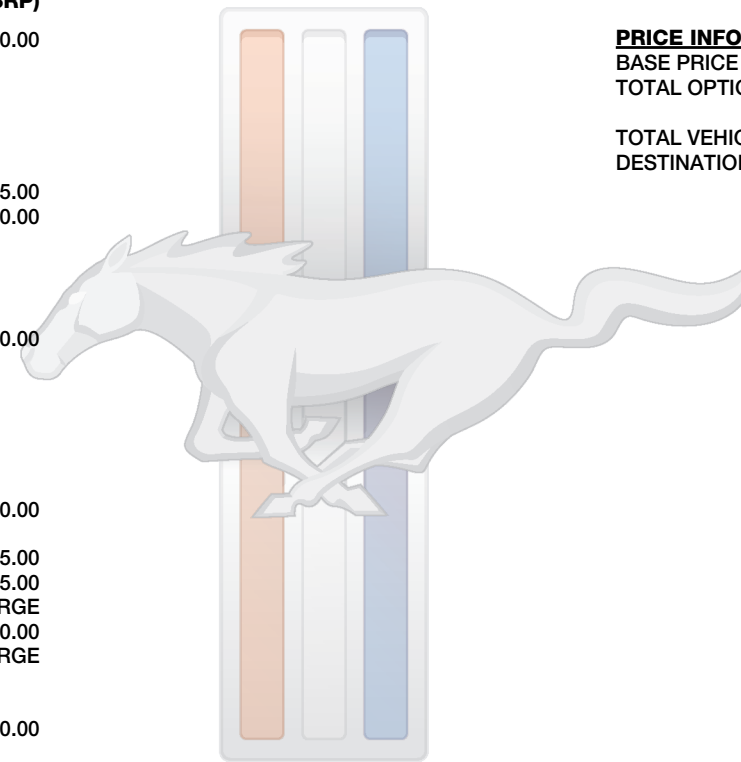 SRP)
0.00
5.00
0.00
0.00
0.00
5.00
5.00
RGE
0.00
RGE
0.00
PRICE INFO
BASE PRICE
TOTAL OPTIO
TOTAL VEHIC
DESTINATION